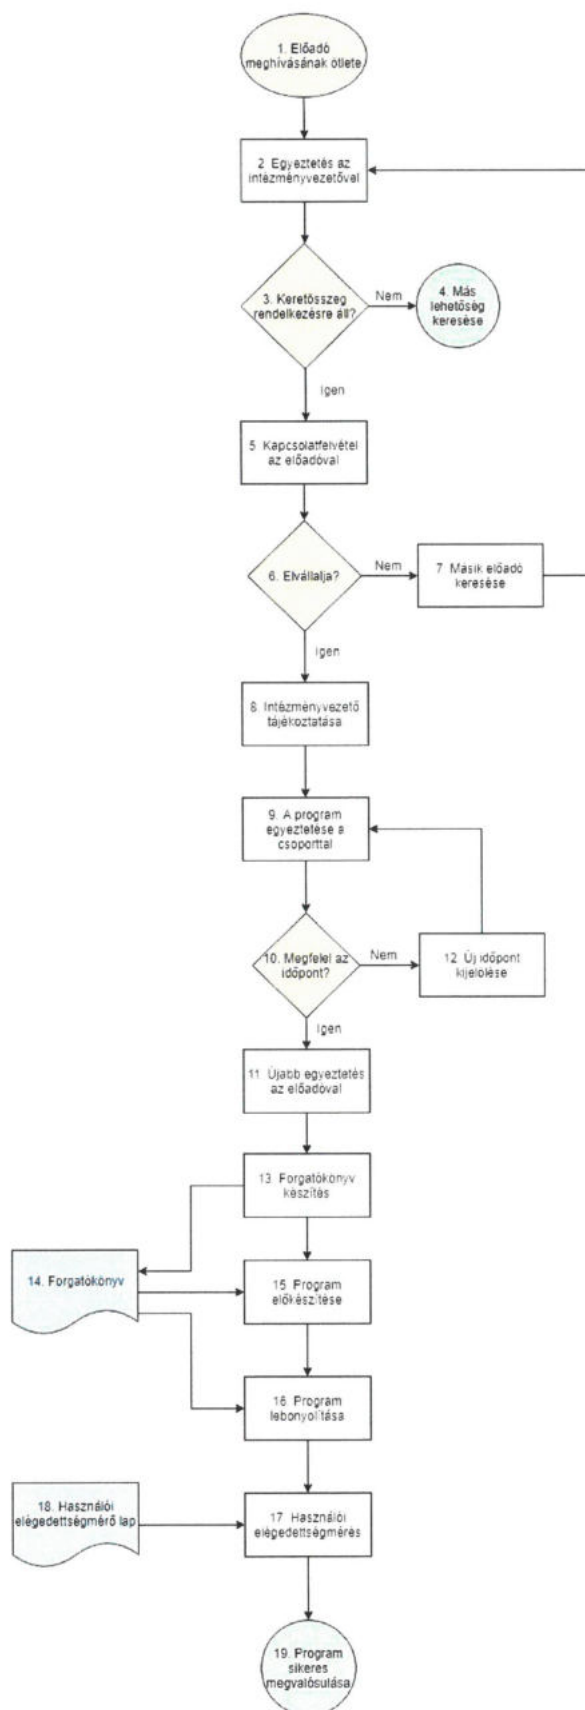 1. Előadó
meghívásának ötlete
2 Egyeztetés az
intézményvezetővel
3. Keretösszeg
rendelkezésre áll?
Nem
4. Más
lehetőség
keresése
Igen
5 Kapcsolatfelvétel
az előadóval
6. Elvállalja?
Nem
7 Másik előadó
keresése
Igen
8 Intézményvezető
tájékoztatása
9. A program
egyeztetése a
csoporttal
10. Megfelel az
időpont?
Nem
12 Új időpont
kijelölése
Igen
11 Újabb egyeztetés
az előadóval
13 Forgatókönyv
készítés
14. Forgatókönyv
15 Program
előkészítése
16. Program
lebonyolítása
18. Használói
elégedettségmérő lap
17 Használói
elégedettségmérés
19. Program
sikeres
megvalósulása